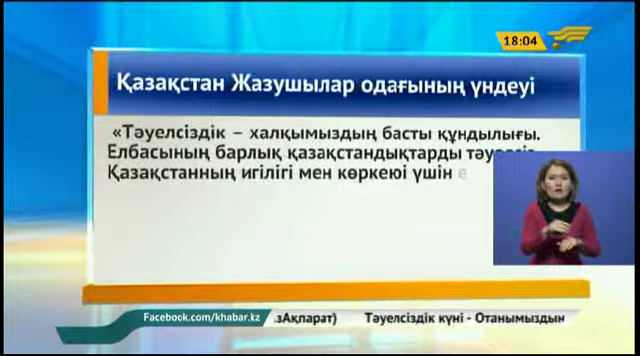 18:04
Қазақстан Жазушылар одағының үндеуі
«Тәуелсіздік – халқымыздың басты құндылығы.
Елбасының барлық қазақстандықтарды
Қазақстанның игілігі мен көркеюі үшін
Facebook.com/khabar.kz зАқпарат) Тәуелсіздік күні - Отанымыздың